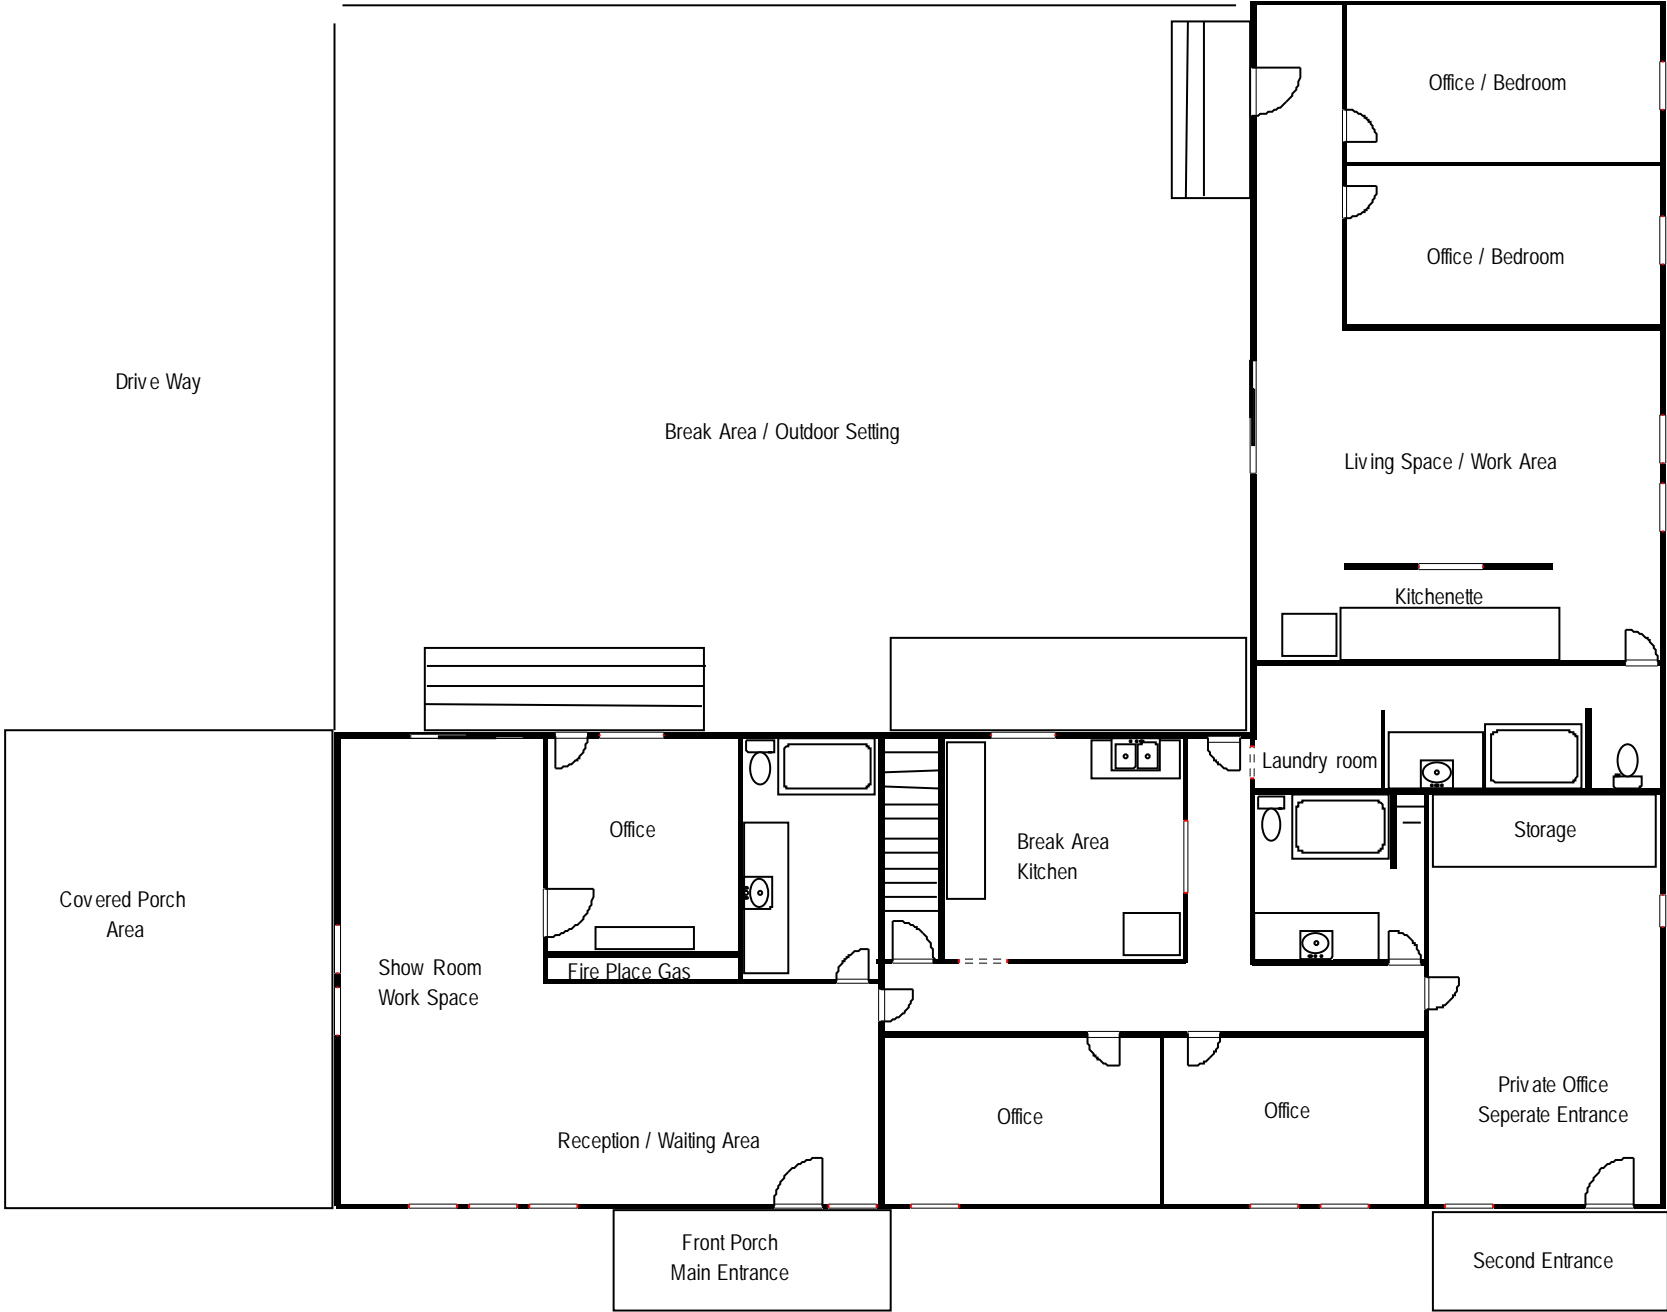 Office / Bedroom
Office / Bedroom
Drive Way
Break Area / Outdoor Setting
Living Space / Work Area
Kitchenette
Laundry room
Office
Break Area
Kitchen
Storage
Covered Porch
Area
Show Room
Work Space
Fire Place Gas
Private Office
Seperate Entrance
Office
Office
Reception / Waiting Area
Front Porch
Main Entrance
Second Entrance